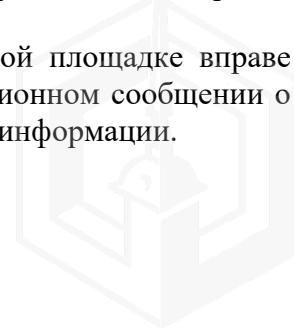 ой площадке вправе
ионном сообщении о
информации.